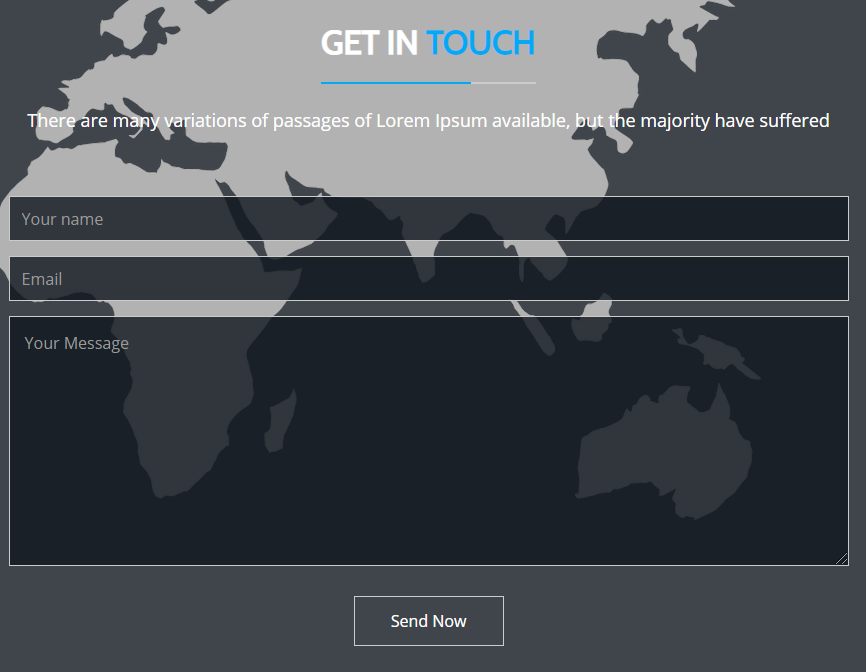 GET IN TOUCH
There are many variations of passages of Lorem Ipsum available, but the majority have suffered
Your name
Email
Your Message
Send Now